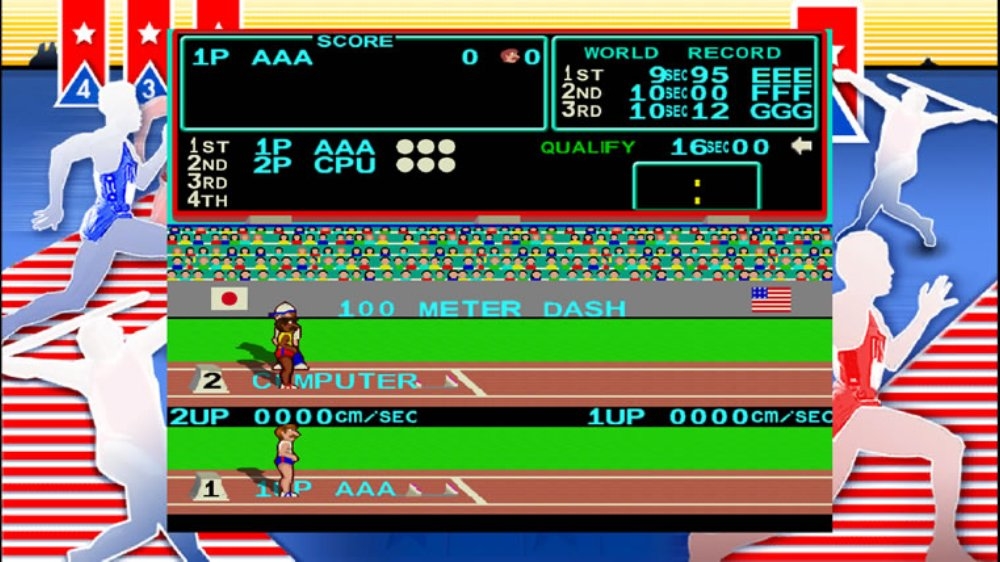 4
3
SCORE
1P AAA 0 0
WORLD RECORD
1ST 9SEC95 EEE
2ND 10SEC00 FFF
3RD 10SEC12 GGG
1ST 1P AAA
2ND 2P CPU
3RD
4TH
QUALIFY 16SEC00
:
100 METER DASH
2 COMPUTER
2UP 0000CM/SEC 1UP 0000CM/SEC
1 AAA